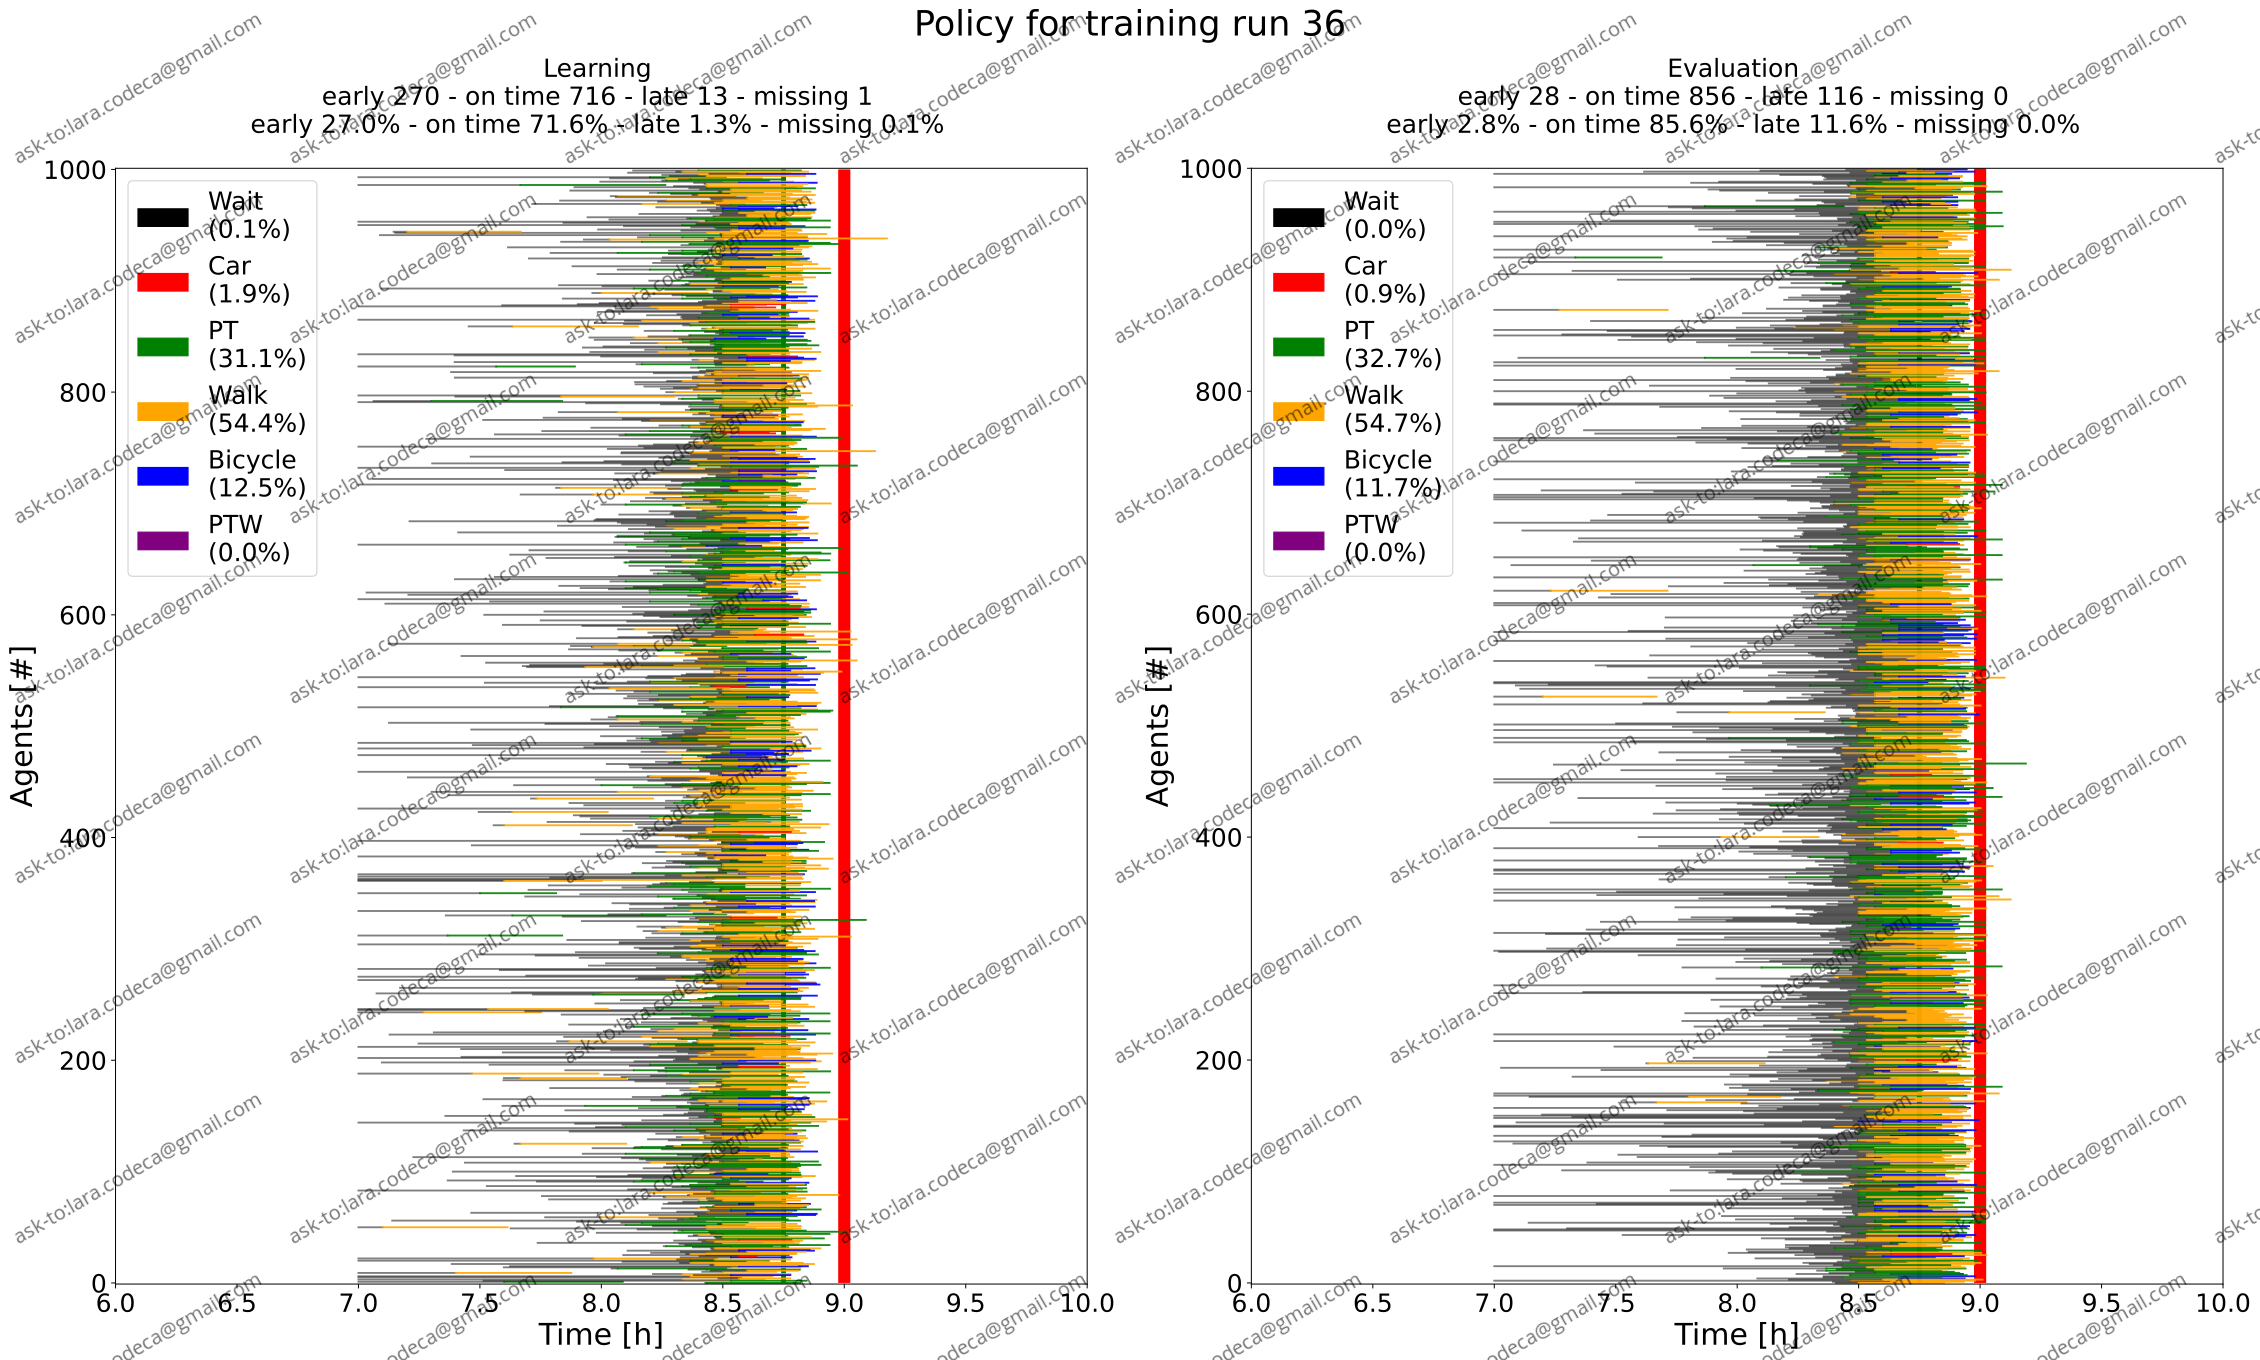 Policy for training run 36
Learning
early 270 - on time 716 - late 13 - missing 1
early 27.0% - on time 71.6% - late 1.3% - missing 0.1%
Wait
(0.1%)
Car
(1.9%)
PT
(31.1%)
Walk
(54.4%)
Bicycle
(12.5%)
PTW
(0.0%)
1000
800
600
400
200
0
Agents [#]
6.0 6.5 7.0 7.5 8.0 8.5 9.0 9.5 10.0
Time [h]
Evaluation
early 28 - on time 856 - late 116 - missing 0
early 2.8% - on time 85.6% - late 11.6% - missing 0.0%
Wait
(0.0%)
Car
(0.9%)
PT
(32.7%)
Walk
(54.7%)
Bicycle
(11.7%)
PTW
(0.0%)
1000
800
600
400
200
0
Agents [#]
6.0 6.5 7.0 7.5 8.0 8.5 9.0 9.5 10.0
Time [h]
ask-to:lara.codeca@gmail.com